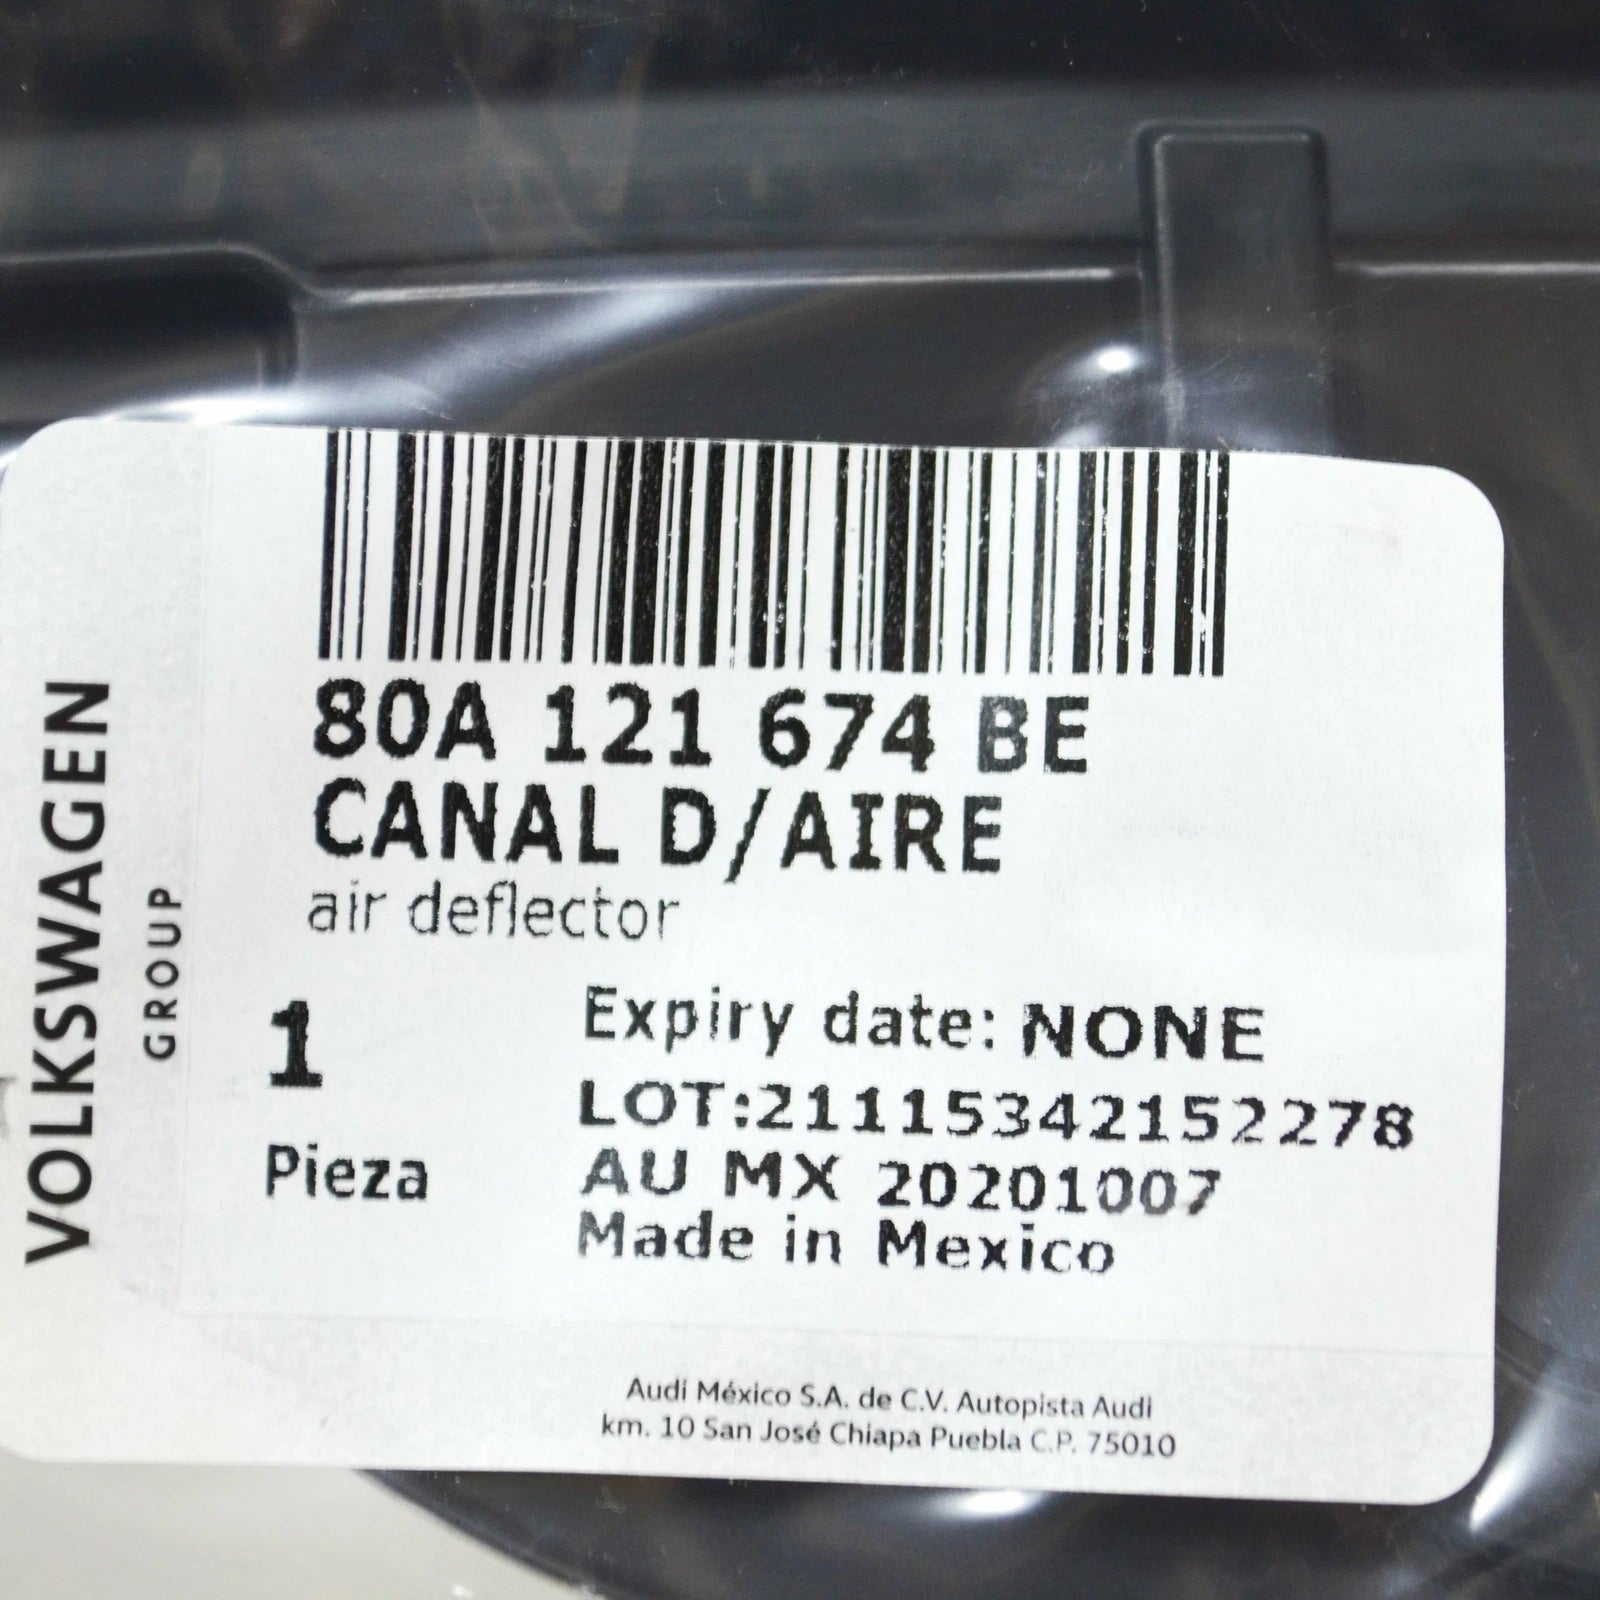 VOLKSWAGEN
GROUP
80A 121 674 BE
CANAL D/AIRE
air deflector
1
Pieza
Expiry date: NONE
LOT:21115342152278
AU MX 20201007
Made in Mexico
Audi México S.A. de C.V. Autopista Audi
km. 10 San José Chiapa Puebla C.P. 75010